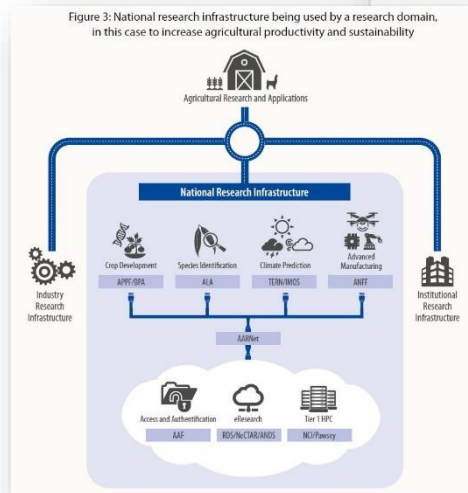 Figure 3: National research infrastructure being used by a research domain,
in this case to increase agricultural productivity and sustainability
Agricultural Research and Applications
National Research Infrastructure
Crop Development
APPF/BPA
Species Identification
ALA
Climate Prediction
TERN/IMOS
Advanced
Manufacturing
ANFF
Industry
Research
Infrastructure
Institutional
Research
Infrastructure
AARNet
Access and Authentification
AAF
eResearch
RDS/NeCTAR/ANDS
Tier 1 HPC
NCI/Pawsey